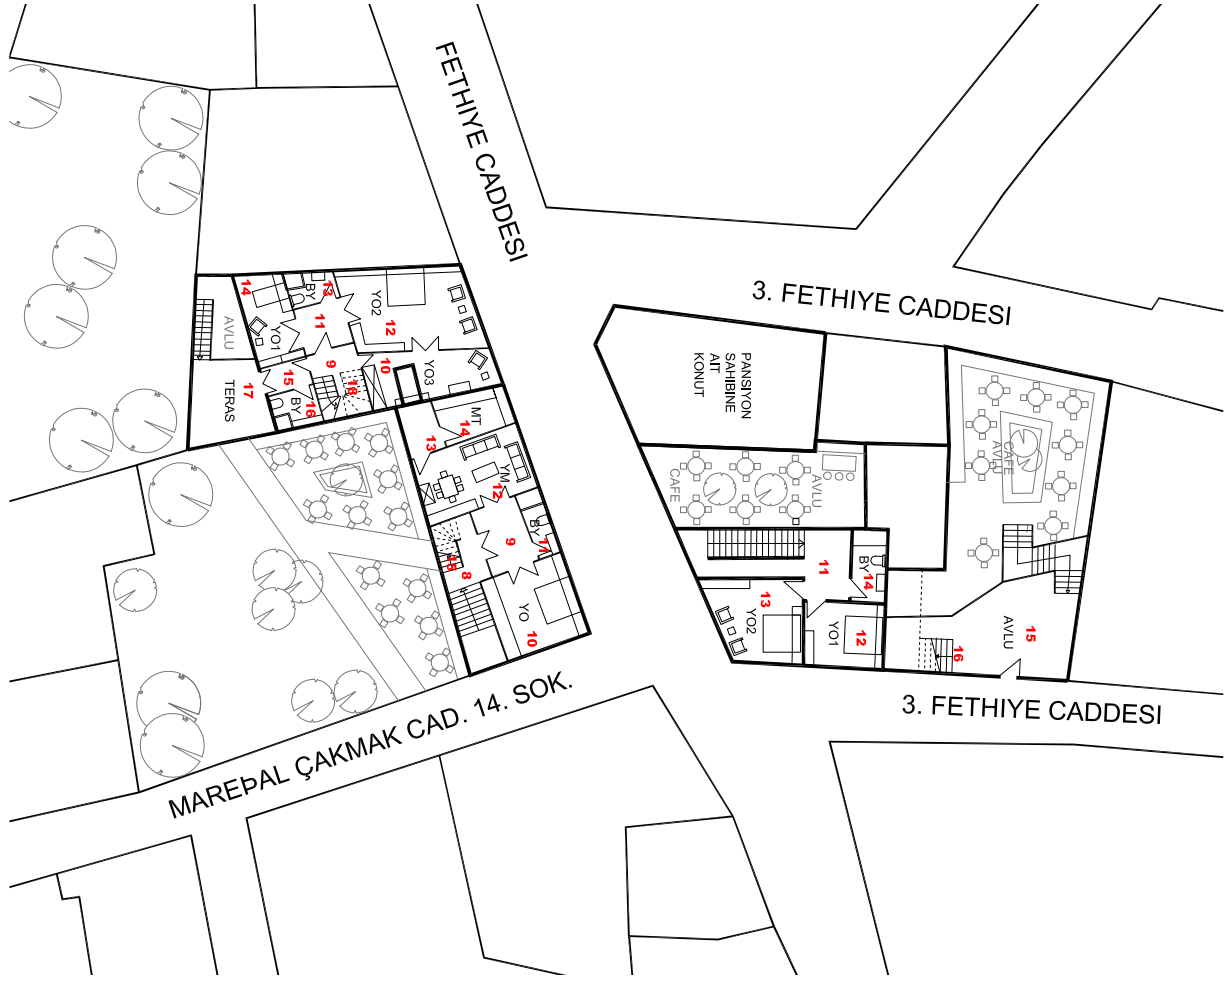 FETHIYE CADDESI
3. FETHIYE CADDESI
14
BY
13
YO2
11
12
AVLU
YO1
9
10
YO3
15
18
17
TERAS
BY
16
MT
14
13
YM
12
BY
11
9
15
8
YO
10
PANSIYON
SAHIBINE
AIT
KONUT
CAFE
AVLU
CAFE
AVLU
11
BY
14
13
YO2
YO1
12
AVLU
15
16
3. FETHIYE CADDESI
MAREÞAL ÇAKMAK CAD. 14. SOK.